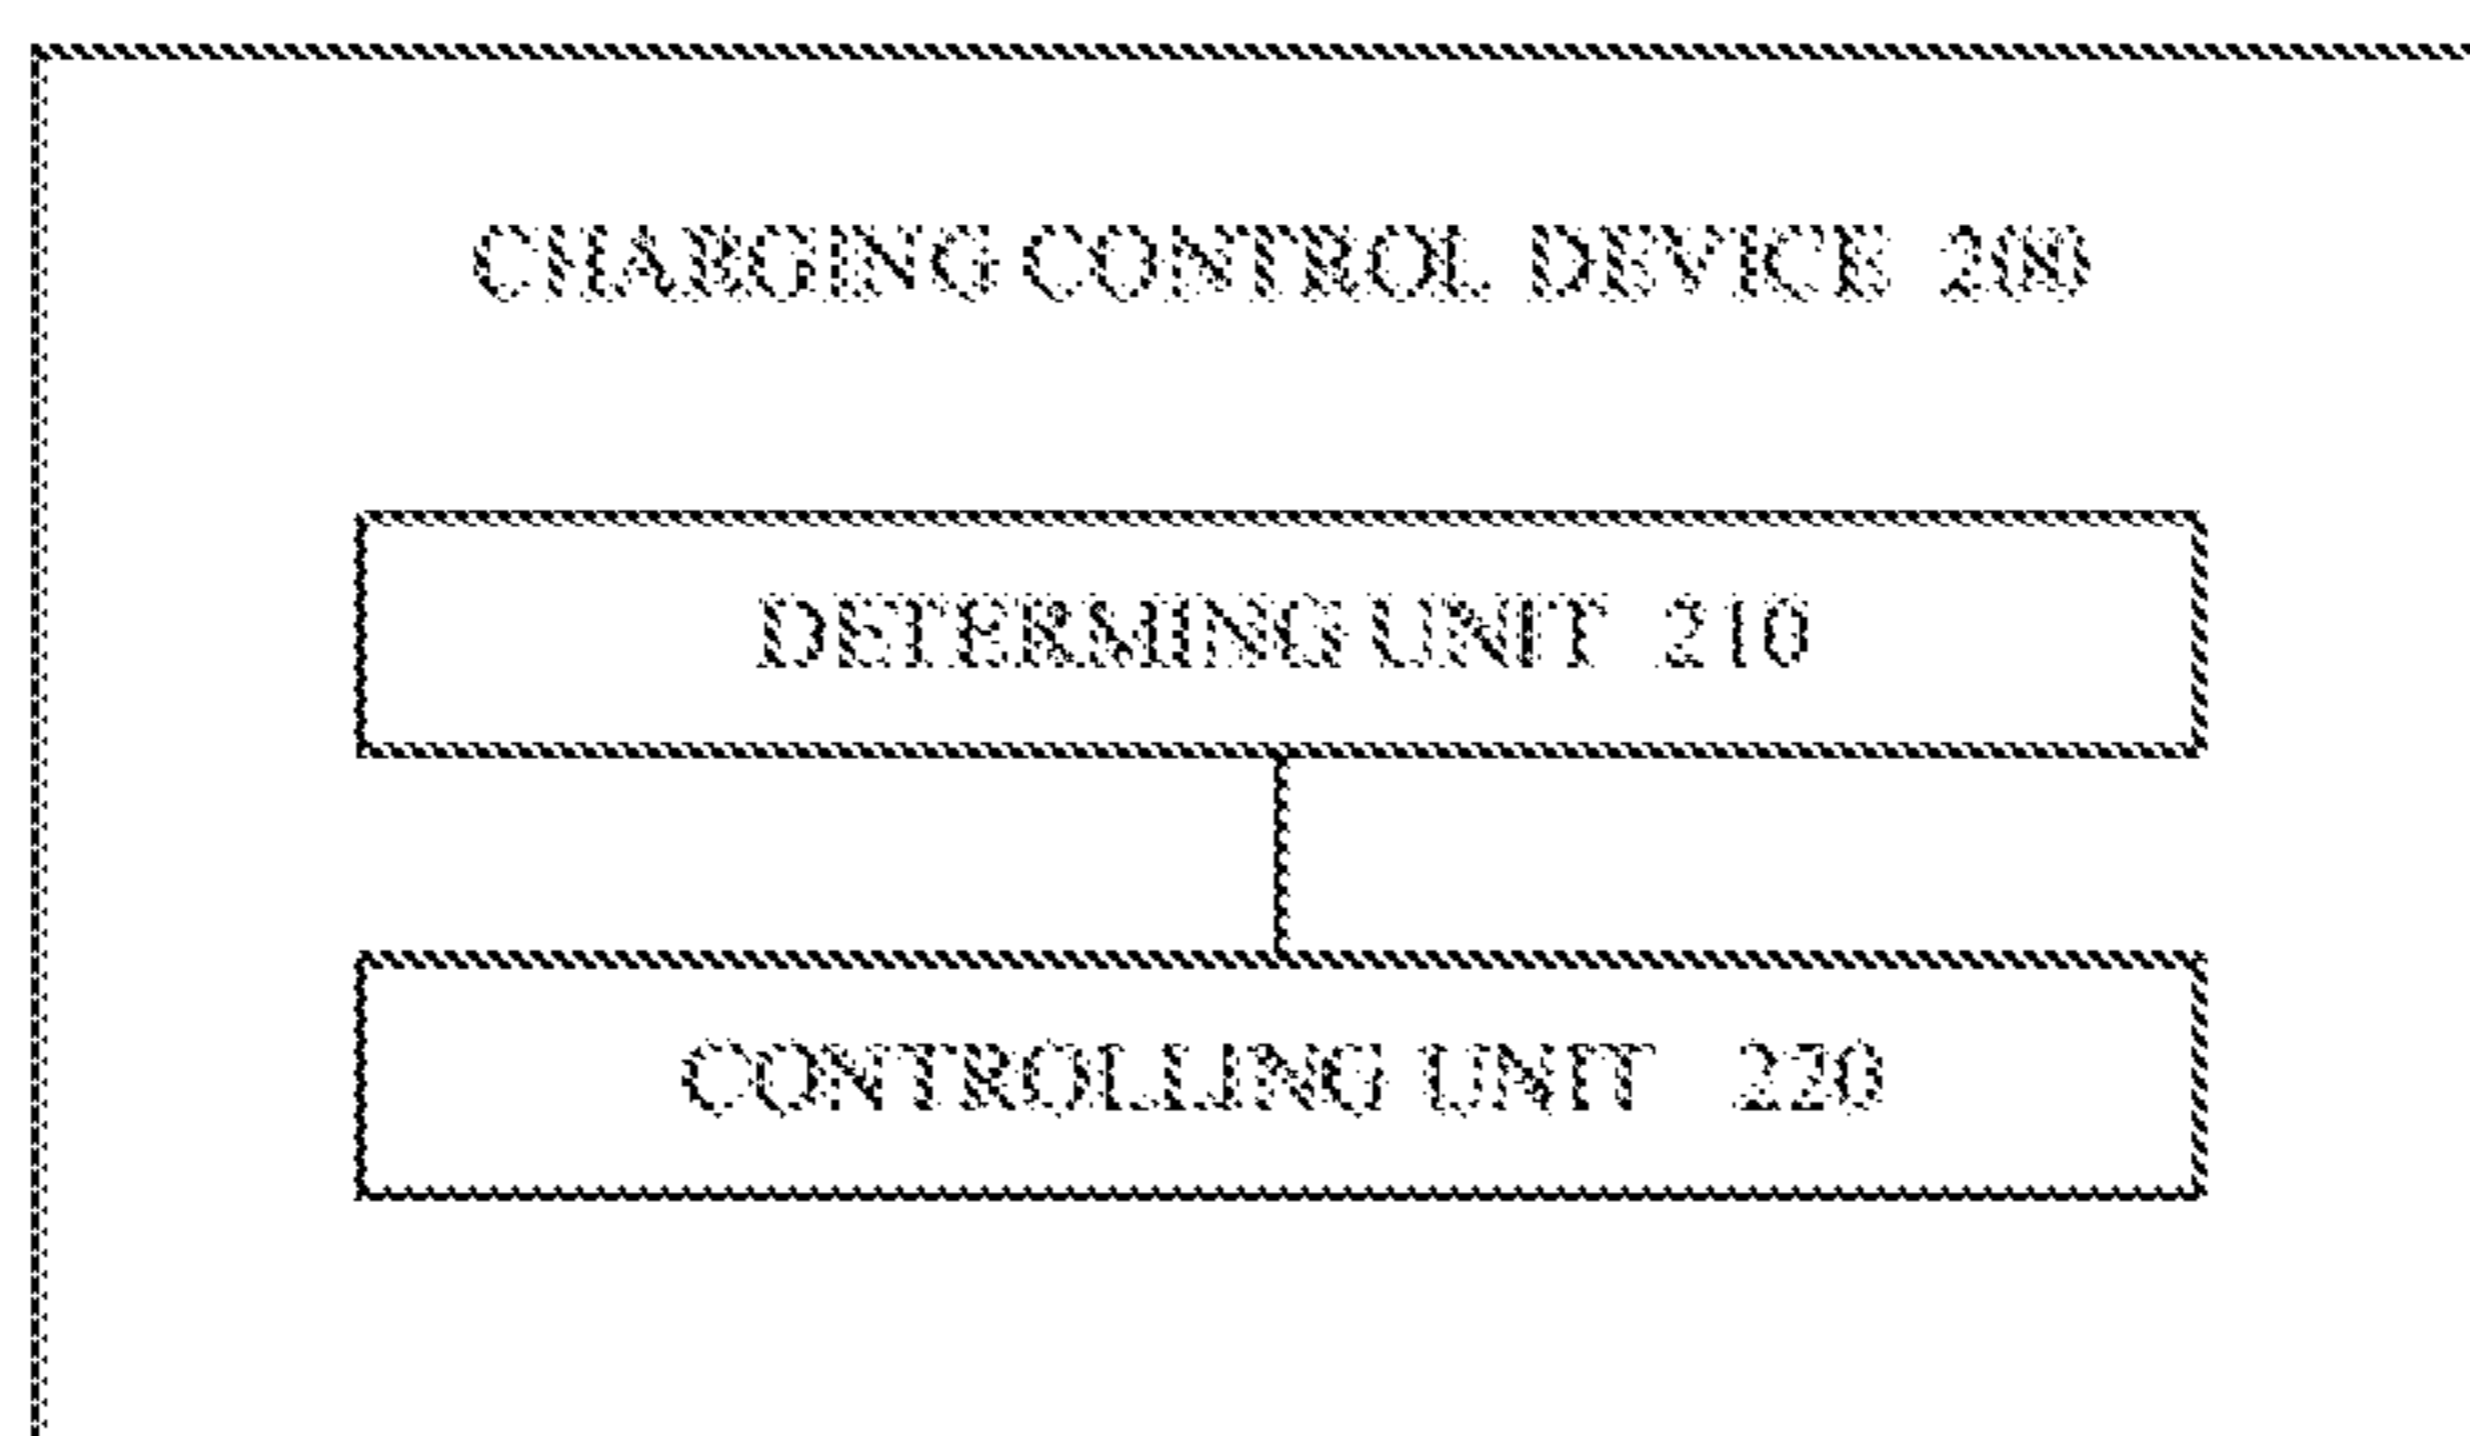 CHARGING CONTROL DEVICE 200
DETERMING UNIT 210
CONTROLLING UNIT 220